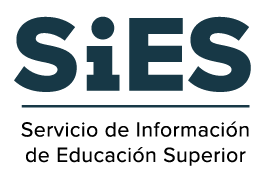 SiES
Servicio de Información
de Educación Superior